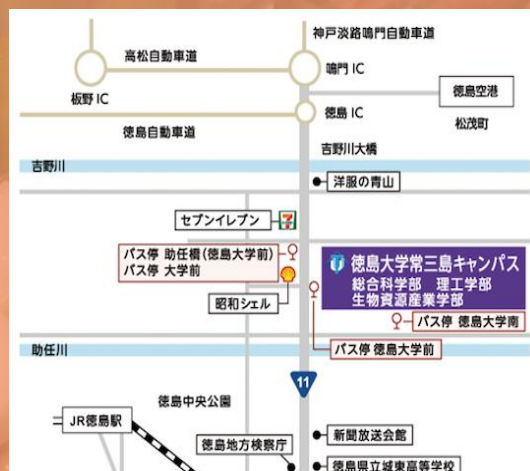 神戸淡路鳴門自動車道
高松自動車道
鳴門 IC
板野 IC
徳島空港
徳島 IC
松茂町
徳島自動車道
吉野川大橋
吉野川
洋服の青山
セブンイレブン
バス停 助任橋(徳島大学前)
バス停 大学前
徳島大学常三島キャンパス
総合科学部 理工学部
生物資源産業学部
昭和シェル
バス停 徳島大学南
助任川
バス停 徳島大学前
11
徳島中央公園
JR徳島駅
新聞放送会館
徳島地方検察庁
徳島県立城東高等学校